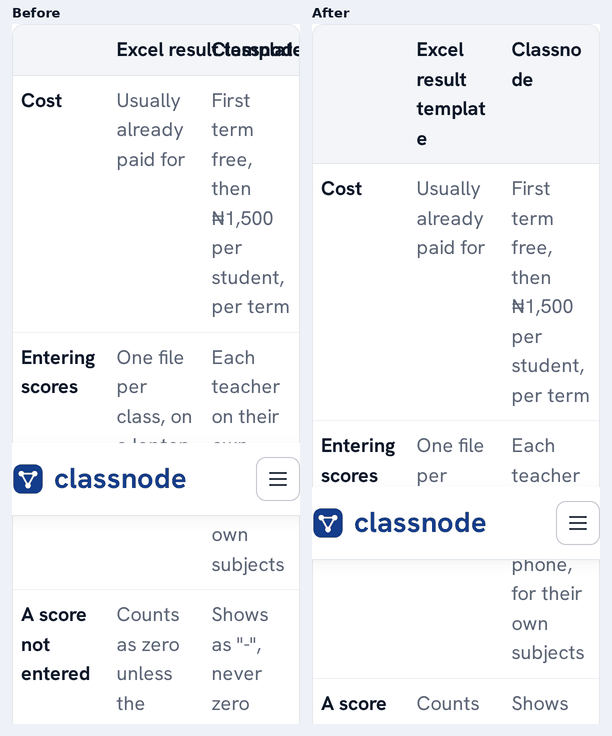 Before
Excel result template Classnode
Cost Usually First
already term
paid for free,
then
₦1,500
per
student,
per term
Entering One file Each
scores per teacher
class, on on their
a laptop own
classnode
own
subjects
A score Counts Shows
not as zero as "-",
entered unless never
the zero
After
Excel Classno
result de
templat
e
Cost Usually First
already term
paid for free,
then
₦1,500
per
student,
per term
Entering One file Each
scores per teacher
classnode
phone,
for their
own
subjects
A score Counts Shows